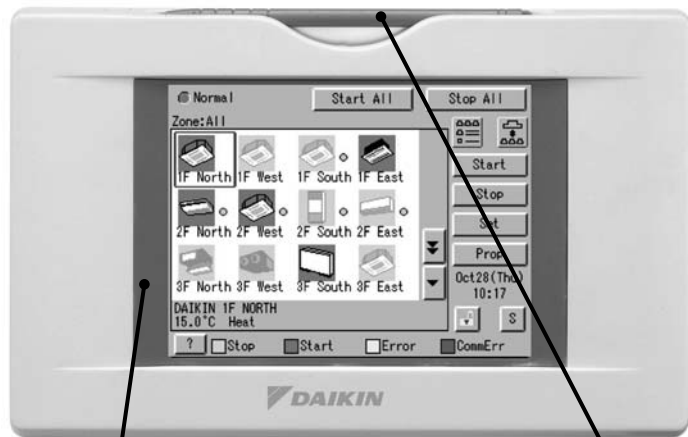 Normal
Start All
Stop All
Zone:All
1F North 1F West 1F South 1F East
Start
Stop
2F North 2F West 2F South 2F East
Set
Prop
3F North 3F West 3F South 3F East
Oct28(Thu)
10:17
DAIKIN 1F NORTH
15.0°C Heat
S
? Stop Start Error CommErr
DAIKIN